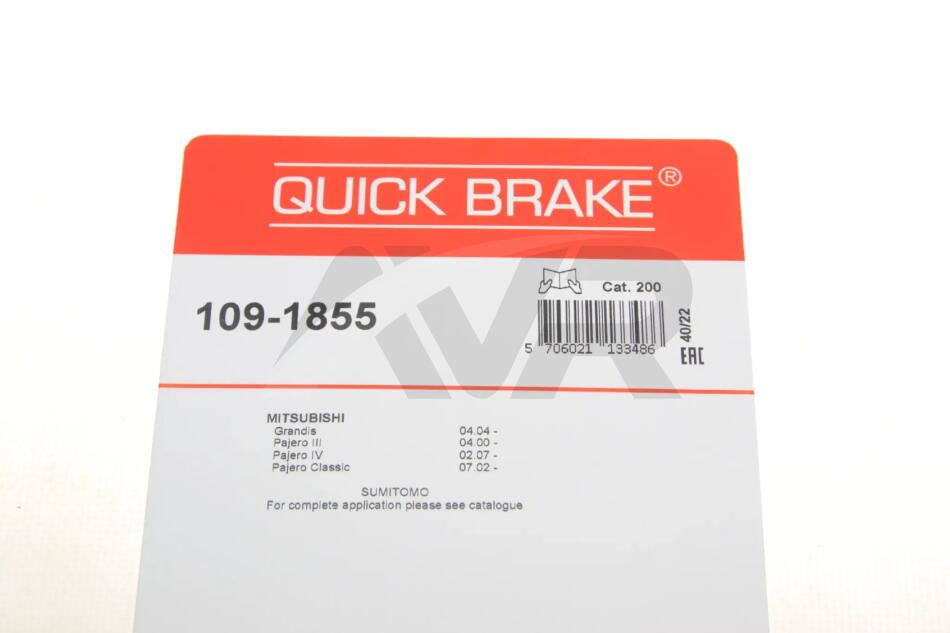 QUICK BRAKE®
109-1855
Cat. 200
5 706021 133486
40/22
EAC
MITSUBISHI
Grandis 04.04 -
Pajero III 04.00 -
Pajero IV 02.07 -
Pajero Classic 07.02 -
SUMITOMO
For complete application please see catalogue
AVR